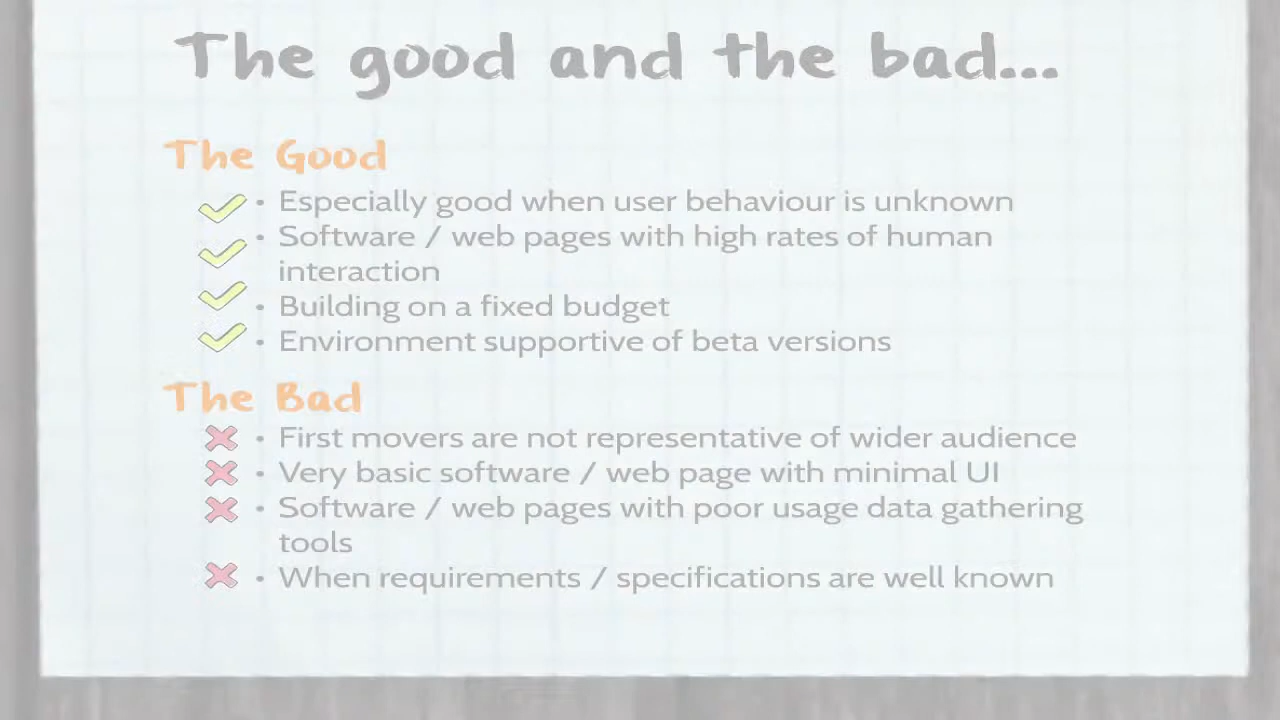 The good and the bad...
The Good
• Especially good when user behaviour is unknown
• Software / web pages with high rates of human
interaction
• Building on a fixed budget
• Environment supportive of beta versions
The Bad
• First movers are not representative of wider audience
• Very basic software / web page with minimal UI
• Software / web pages with poor usage data gathering
tools
• When requirements / specifications are well known